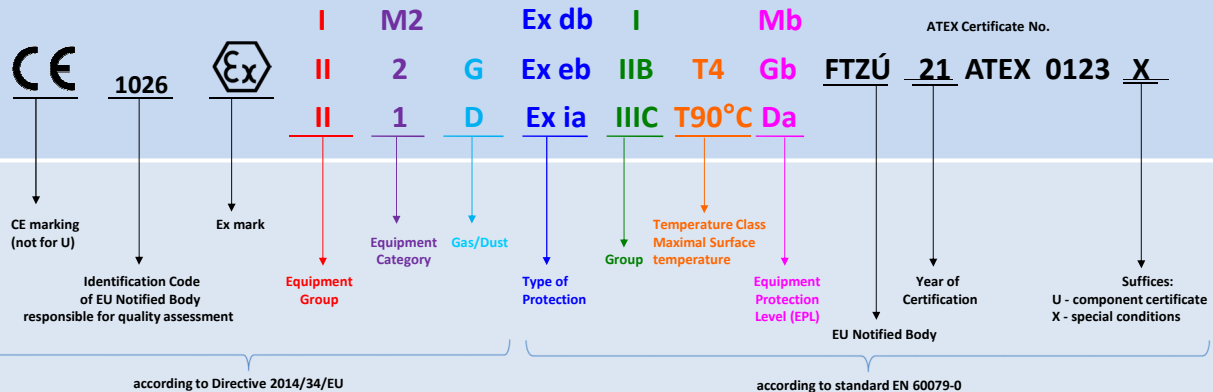 I M2 Ex db I Mb
ATEX Certificate No.
CE 1026 Ex II 2 G Ex eb IIB T4 Gb FTZÚ 21 ATEX 0123 X
II 1 D Ex ia IIIC T90°C Da
CE marking
(not for U)
Identification Code
of EU Notified Body
responsible for quality assessment
Ex mark
Equipment
Group
Equipment
Category
Gas/Dust
Type of
Protection
Group
Temperature Class
Maximal Surface
temperature
Equipment
Protection
Level (EPL)
EU Notified Body
Year of
Certification
Suffices:
U - component certificate
X - special conditions
according to Directive 2014/34/EU
according to standard EN 60079-0